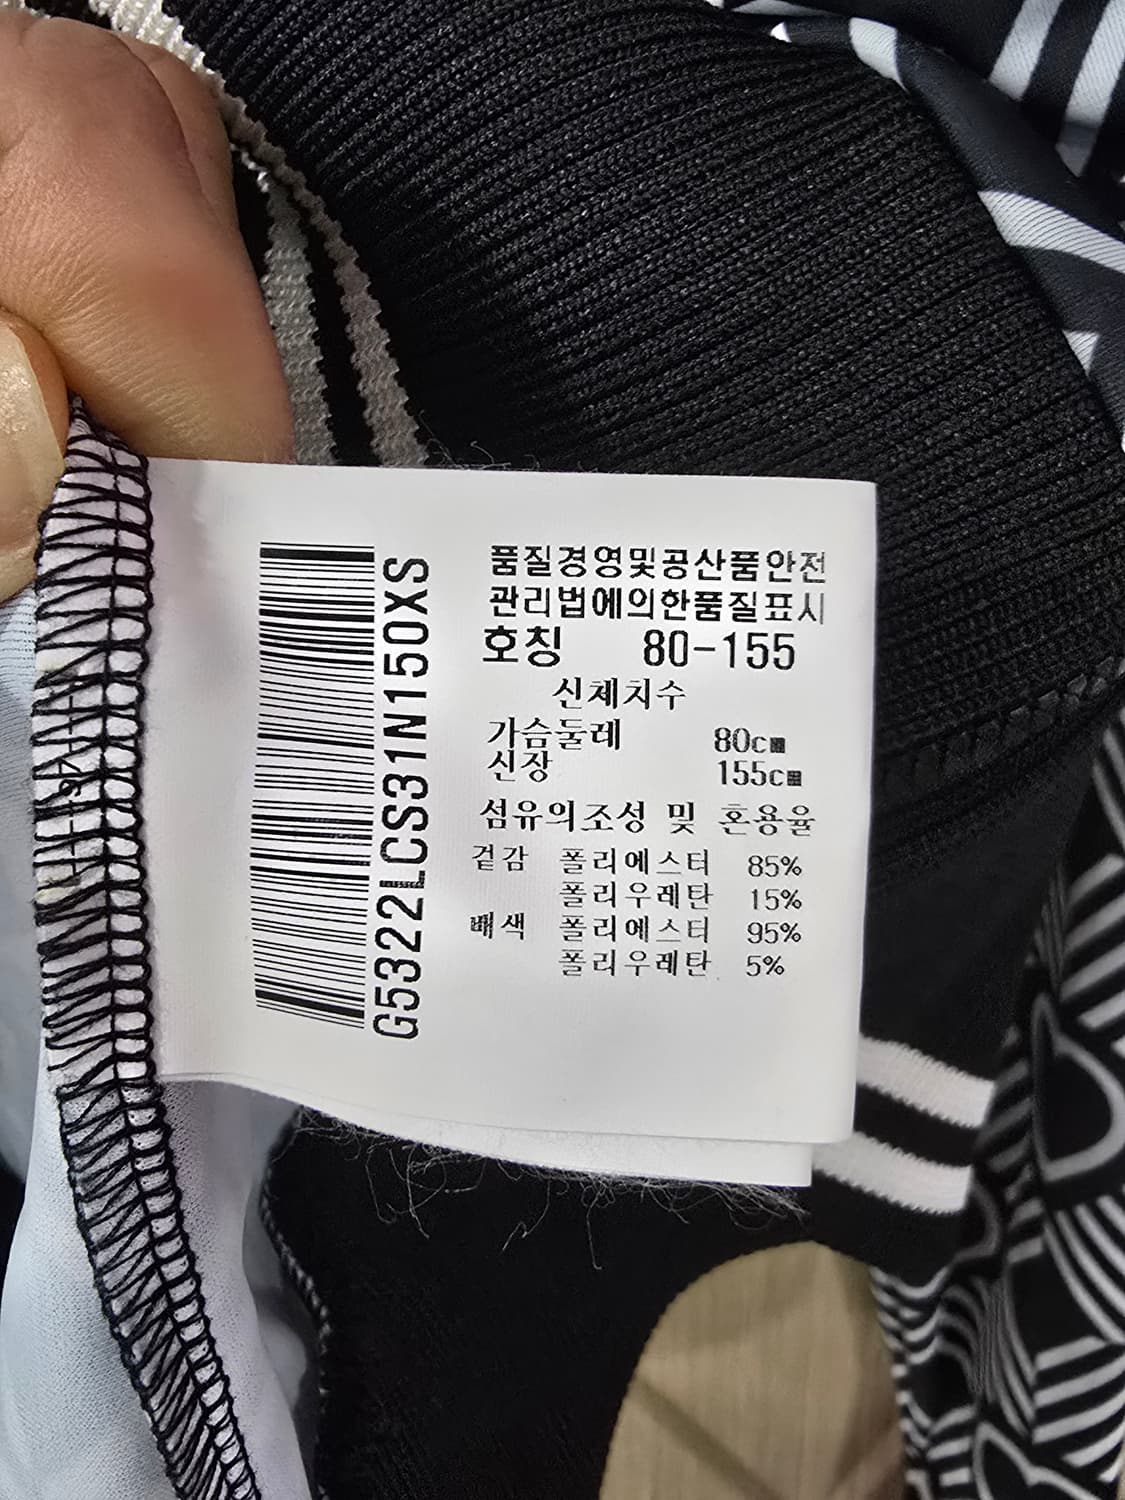 품질경영및공산품안전
관리법에의한품질표시
호칭 80-155
신체치수
가슴둘레 80cm
신장 155cm
섬유의조성 및 혼용율
겉감 폴리에스터 85%
폴리우레탄 15%
배색 폴리에스터 95%
폴리우레탄 5%
G5322LCS31N150XS